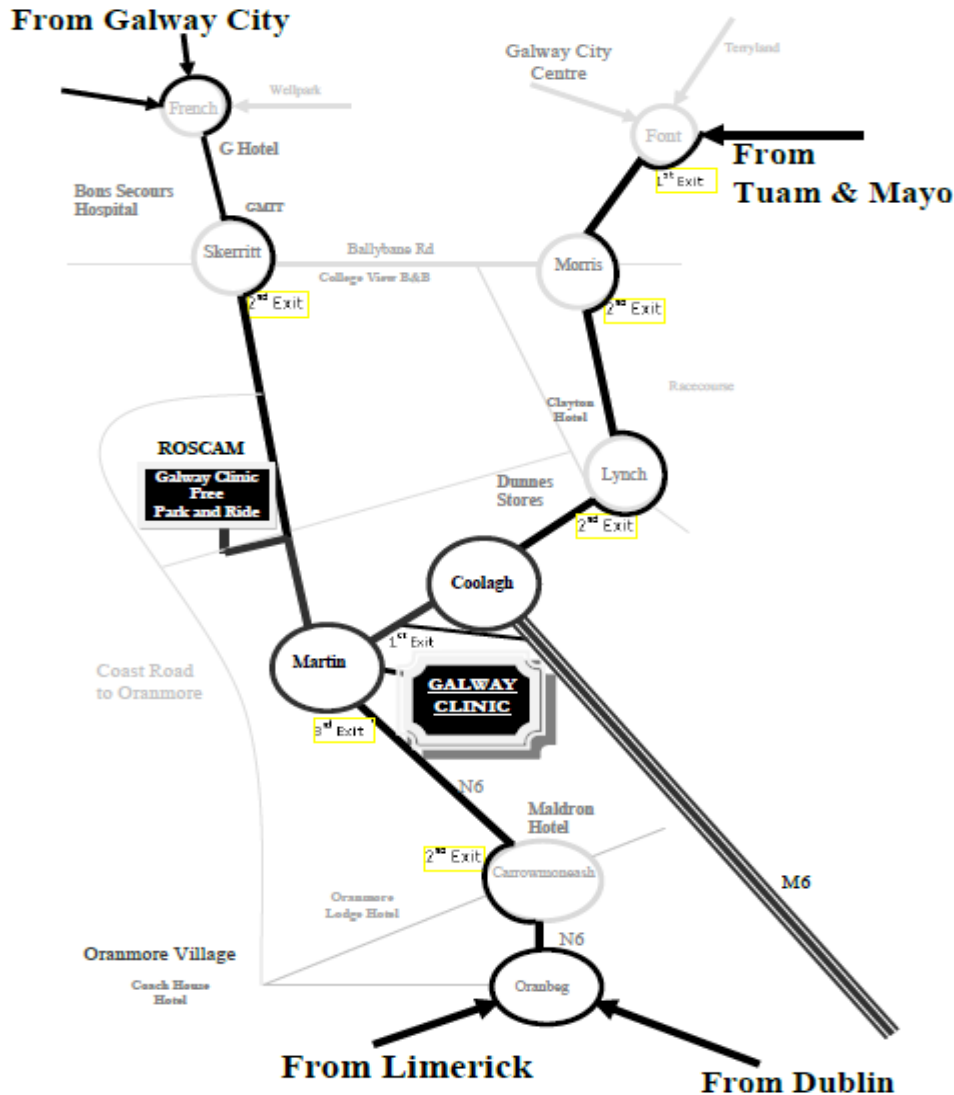 From Galway City
Terryland
Galway City
Centre
Wellpark
French
Font
G Hotel
From
Tuam & Mayo
1st Exit
Bons Secours
Hospital
GMIT
Skerritt
Ballybane Rd
Morris
College View B&B
2nd Exit
2nd Exit
Racecourse
Clayton
Hotel
ROSCAM
Galway Clinic
Free
Park and Ride
Lynch
Dunnes
Stores
2nd Exit
Coolagh
1st Exit
Martin
Coast Road
to Oranmore
GALWAY
CLINIC
3rd Exit
N6
Maldron
Hotel
2nd Exit
Carrowmoneash
M6
Oranmore
Lodge Hotel
N6
Oranmore Village
Coach House
Hotel
Oranbeg
From Limerick
From Dublin